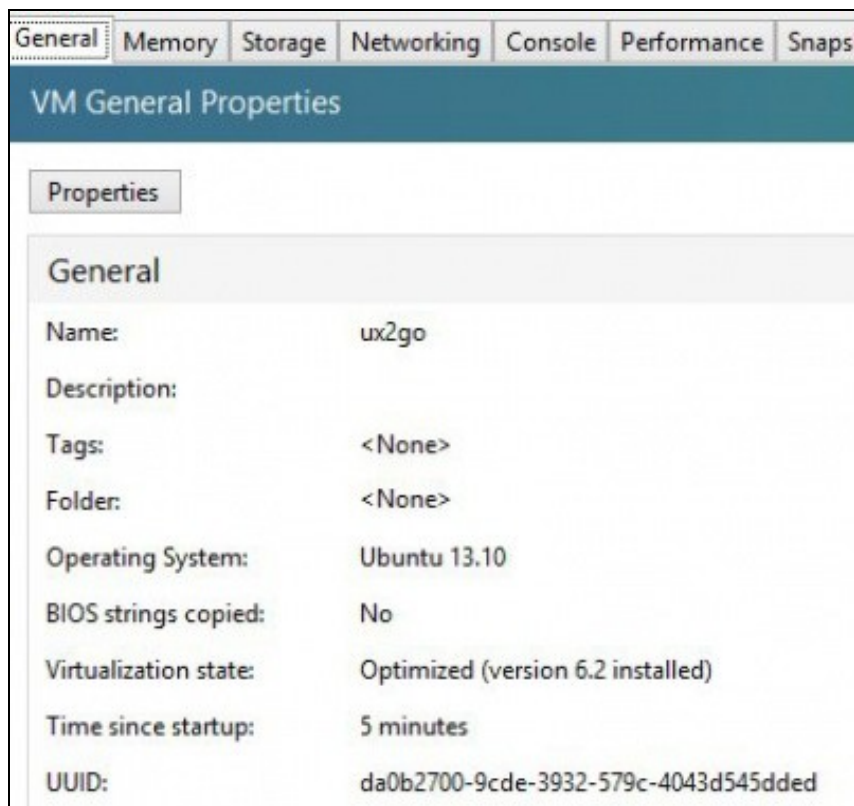 General Memory Storage Networking Console Performance Snaps
VM General Properties
Properties
General
Name: ux2go
Description:
Tags: <None>
Folder: <None>
Operating System: Ubuntu 13.10
BIOS strings copied: No
Virtualization state: Optimized (version 6.2 installed)
Time since startup: 5 minutes
UUID: da0b2700-9cde-3932-579c-4043d545dded